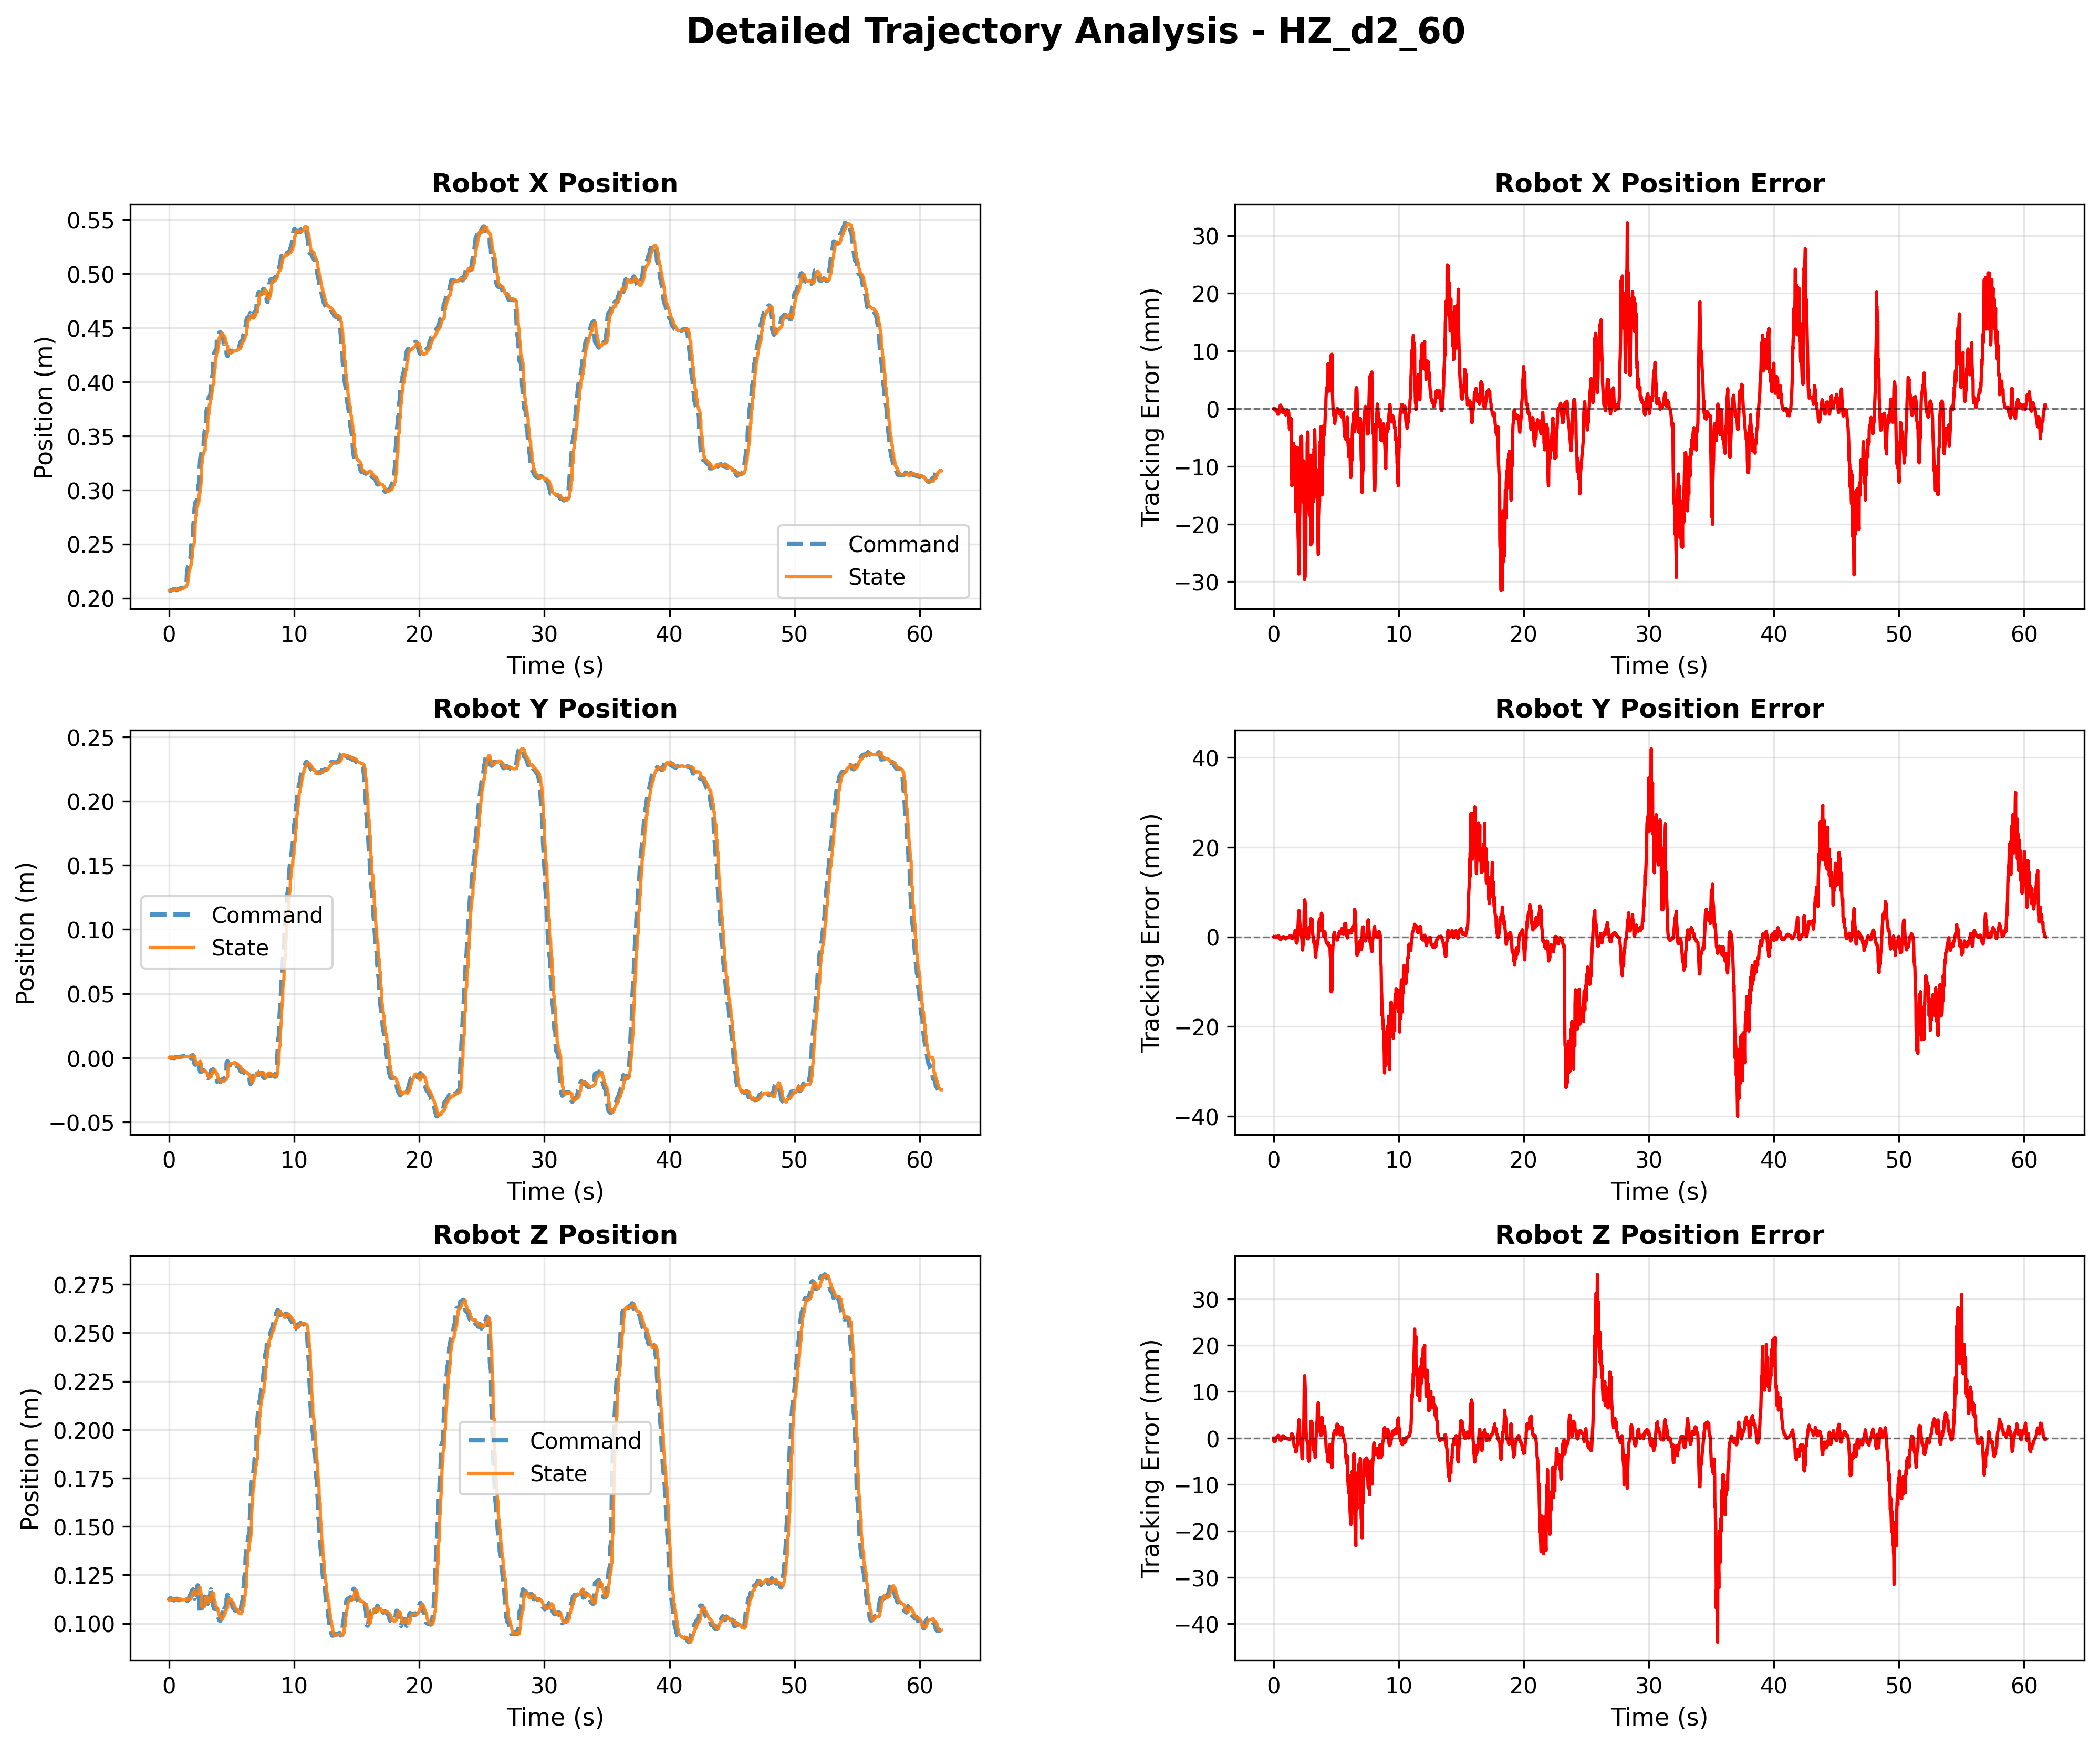 Detailed Trajectory Analysis - HZ_d2_60
Robot X Position
Position (m)
0.55
0.50
0.45
0.40
0.35
0.30
0.25
0.20
Command
State
0 10 20 30 40 50 60
Time (s)
Robot X Position Error
Tracking Error (mm)
30
20
10
0
−10
−20
−30
0 10 20 30 40 50 60
Time (s)
Robot Y Position
Position (m)
0.25
0.20
0.15
0.10
0.05
0.00
−0.05
Command
State
0 10 20 30 40 50 60
Time (s)
Robot Y Position Error
Tracking Error (mm)
40
20
0
−20
−40
0 10 20 30 40 50 60
Time (s)
Robot Z Position
Position (m)
0.275
0.250
0.225
0.200
0.175
0.150
0.125
0.100
Command
State
0 10 20 30 40 50 60
Time (s)
Robot Z Position Error
Tracking Error (mm)
30
20
10
0
−10
−20
−30
−40
0 10 20 30 40 50 60
Time (s)